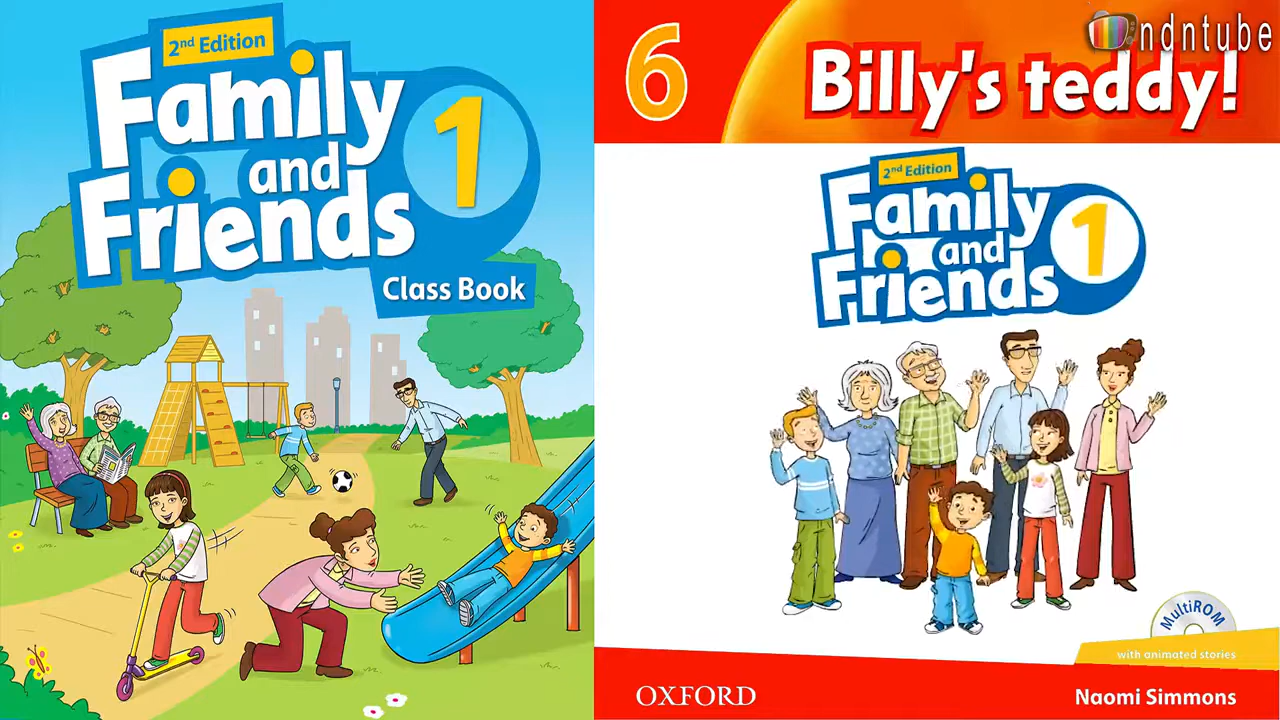 2nd Edition
Family
and
Friends
1
Class Book
6
Billy's teddy!
ndntube
2nd Edition
Family
and
Friends
1
MultiROM
with animated stories
OXFORD
Naomi Simmons